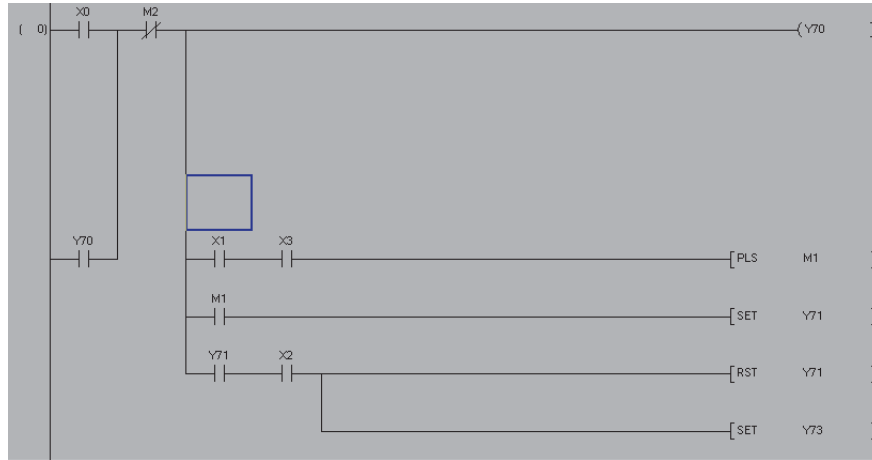 X0 M2
( 0) ( Y70 ]
Y70 X1 X3
[ PLS M1 ]
M1
[ SET Y71 ]
Y71 X2
[ RST Y71 ]
[ SET Y73 ]